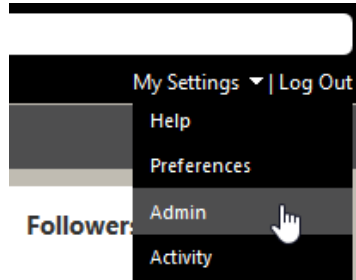 My Settings ▼ | Log Out
Help
Preferences
Admin
Followers
Activity